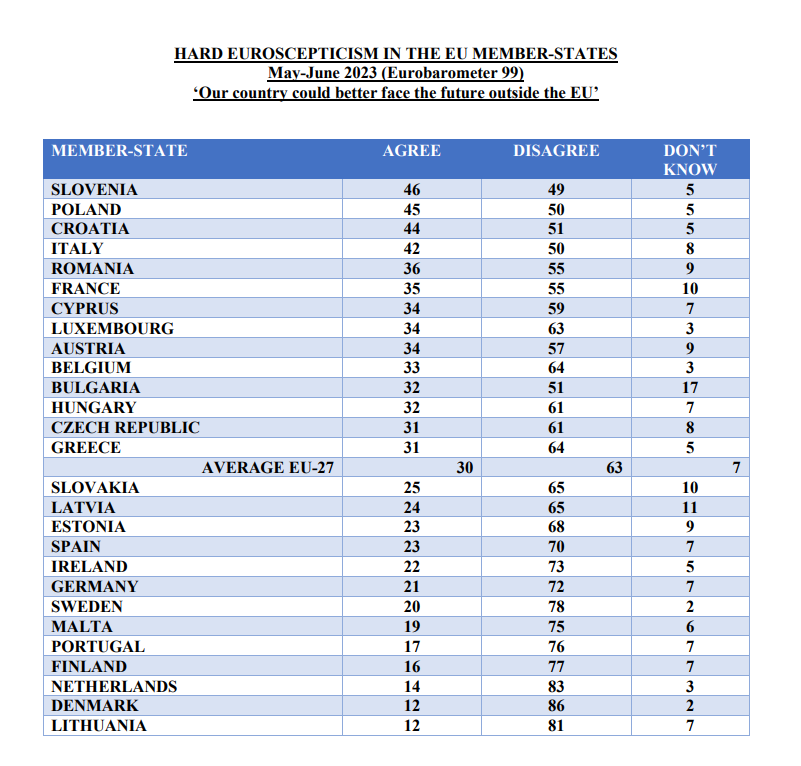 HARD EUROSCEPTICISM IN THE EU MEMBER-STATES
May-June 2023 (Eurobarometer 99)
‘Our country could better face the future outside the EU’
MEMBER-STATE AGREE DISAGREE DON’T KNOW
SLOVENIA 46 49 5
POLAND 45 50 5
CROATIA 44 51 5
ITALY 42 50 8
ROMANIA 36 55 9
FRANCE 35 55 10
CYPRUS 34 59 7
LUXEMBOURG 34 63 3
AUSTRIA 34 57 9
BELGIUM 33 64 3
BULGARIA 32 51 17
HUNGARY 32 61 7
CZECH REPUBLIC 31 61 8
GREECE 31 64 5
AVERAGE EU-27 30 63 7
SLOVAKIA 25 65 10
LATVIA 24 65 11
ESTONIA 23 68 9
SPAIN 23 70 7
IRELAND 22 73 5
GERMANY 21 72 7
SWEDEN 20 78 2
MALTA 19 75 6
PORTUGAL 17 76 7
FINLAND 16 77 7
NETHERLANDS 14 83 3
DENMARK 12 86 2
LITHUANIA 12 81 7